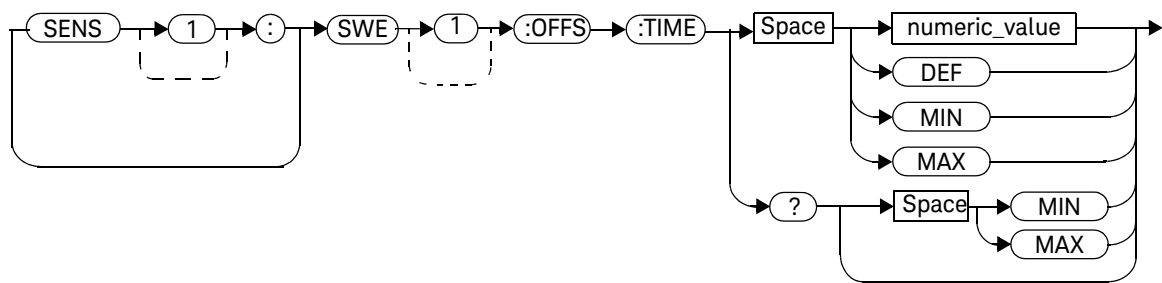 SENS 1 : SWE 1 :OFFS :TIME Space numeric_value
DEF
MIN
MAX
? Space MIN
MAX